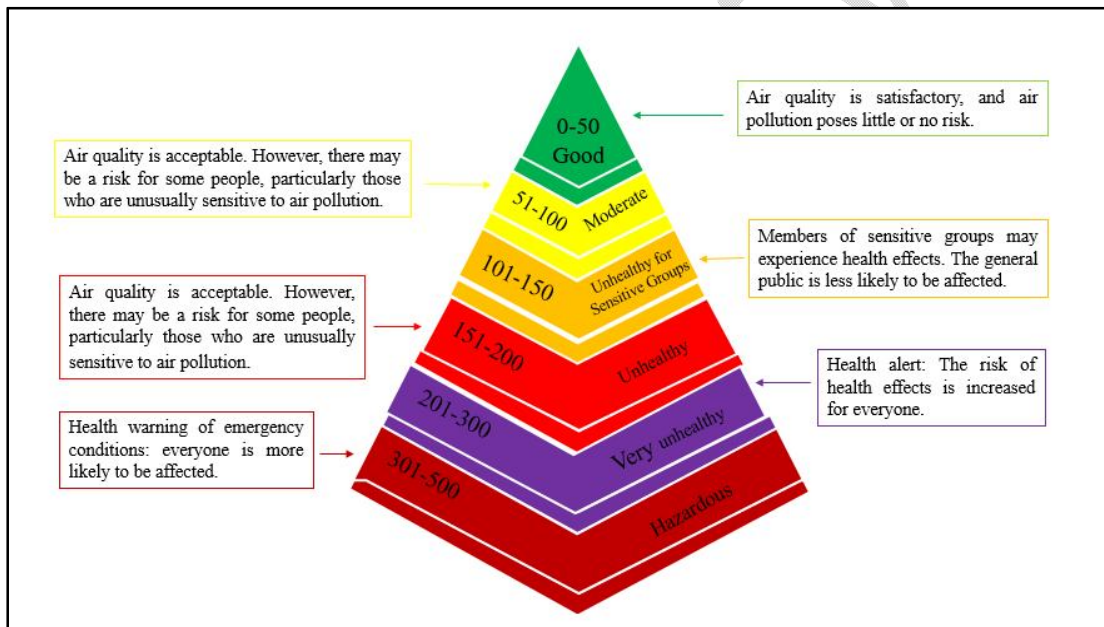 0-50
Good
Air quality is satisfactory, and air
pollution poses little or no risk.
Air quality is acceptable. However, there may
be a risk for some people, particularly those
who are unusually sensitive to air pollution.
51-100
Moderate
101-150
Unhealthy for
Sensitive Groups
Members of sensitive groups may
experience health effects. The general
public is less likely to be affected.
Air quality is acceptable. However,
there may be a risk for some people,
particularly those who are unusually
sensitive to air pollution.
151-200
Unhealthy
201-300
Very unhealthy
Health alert: The risk of
health effects is increased
for everyone.
Health warning of emergency
conditions: everyone is more
likely to be affected.
301-500
Hazardous